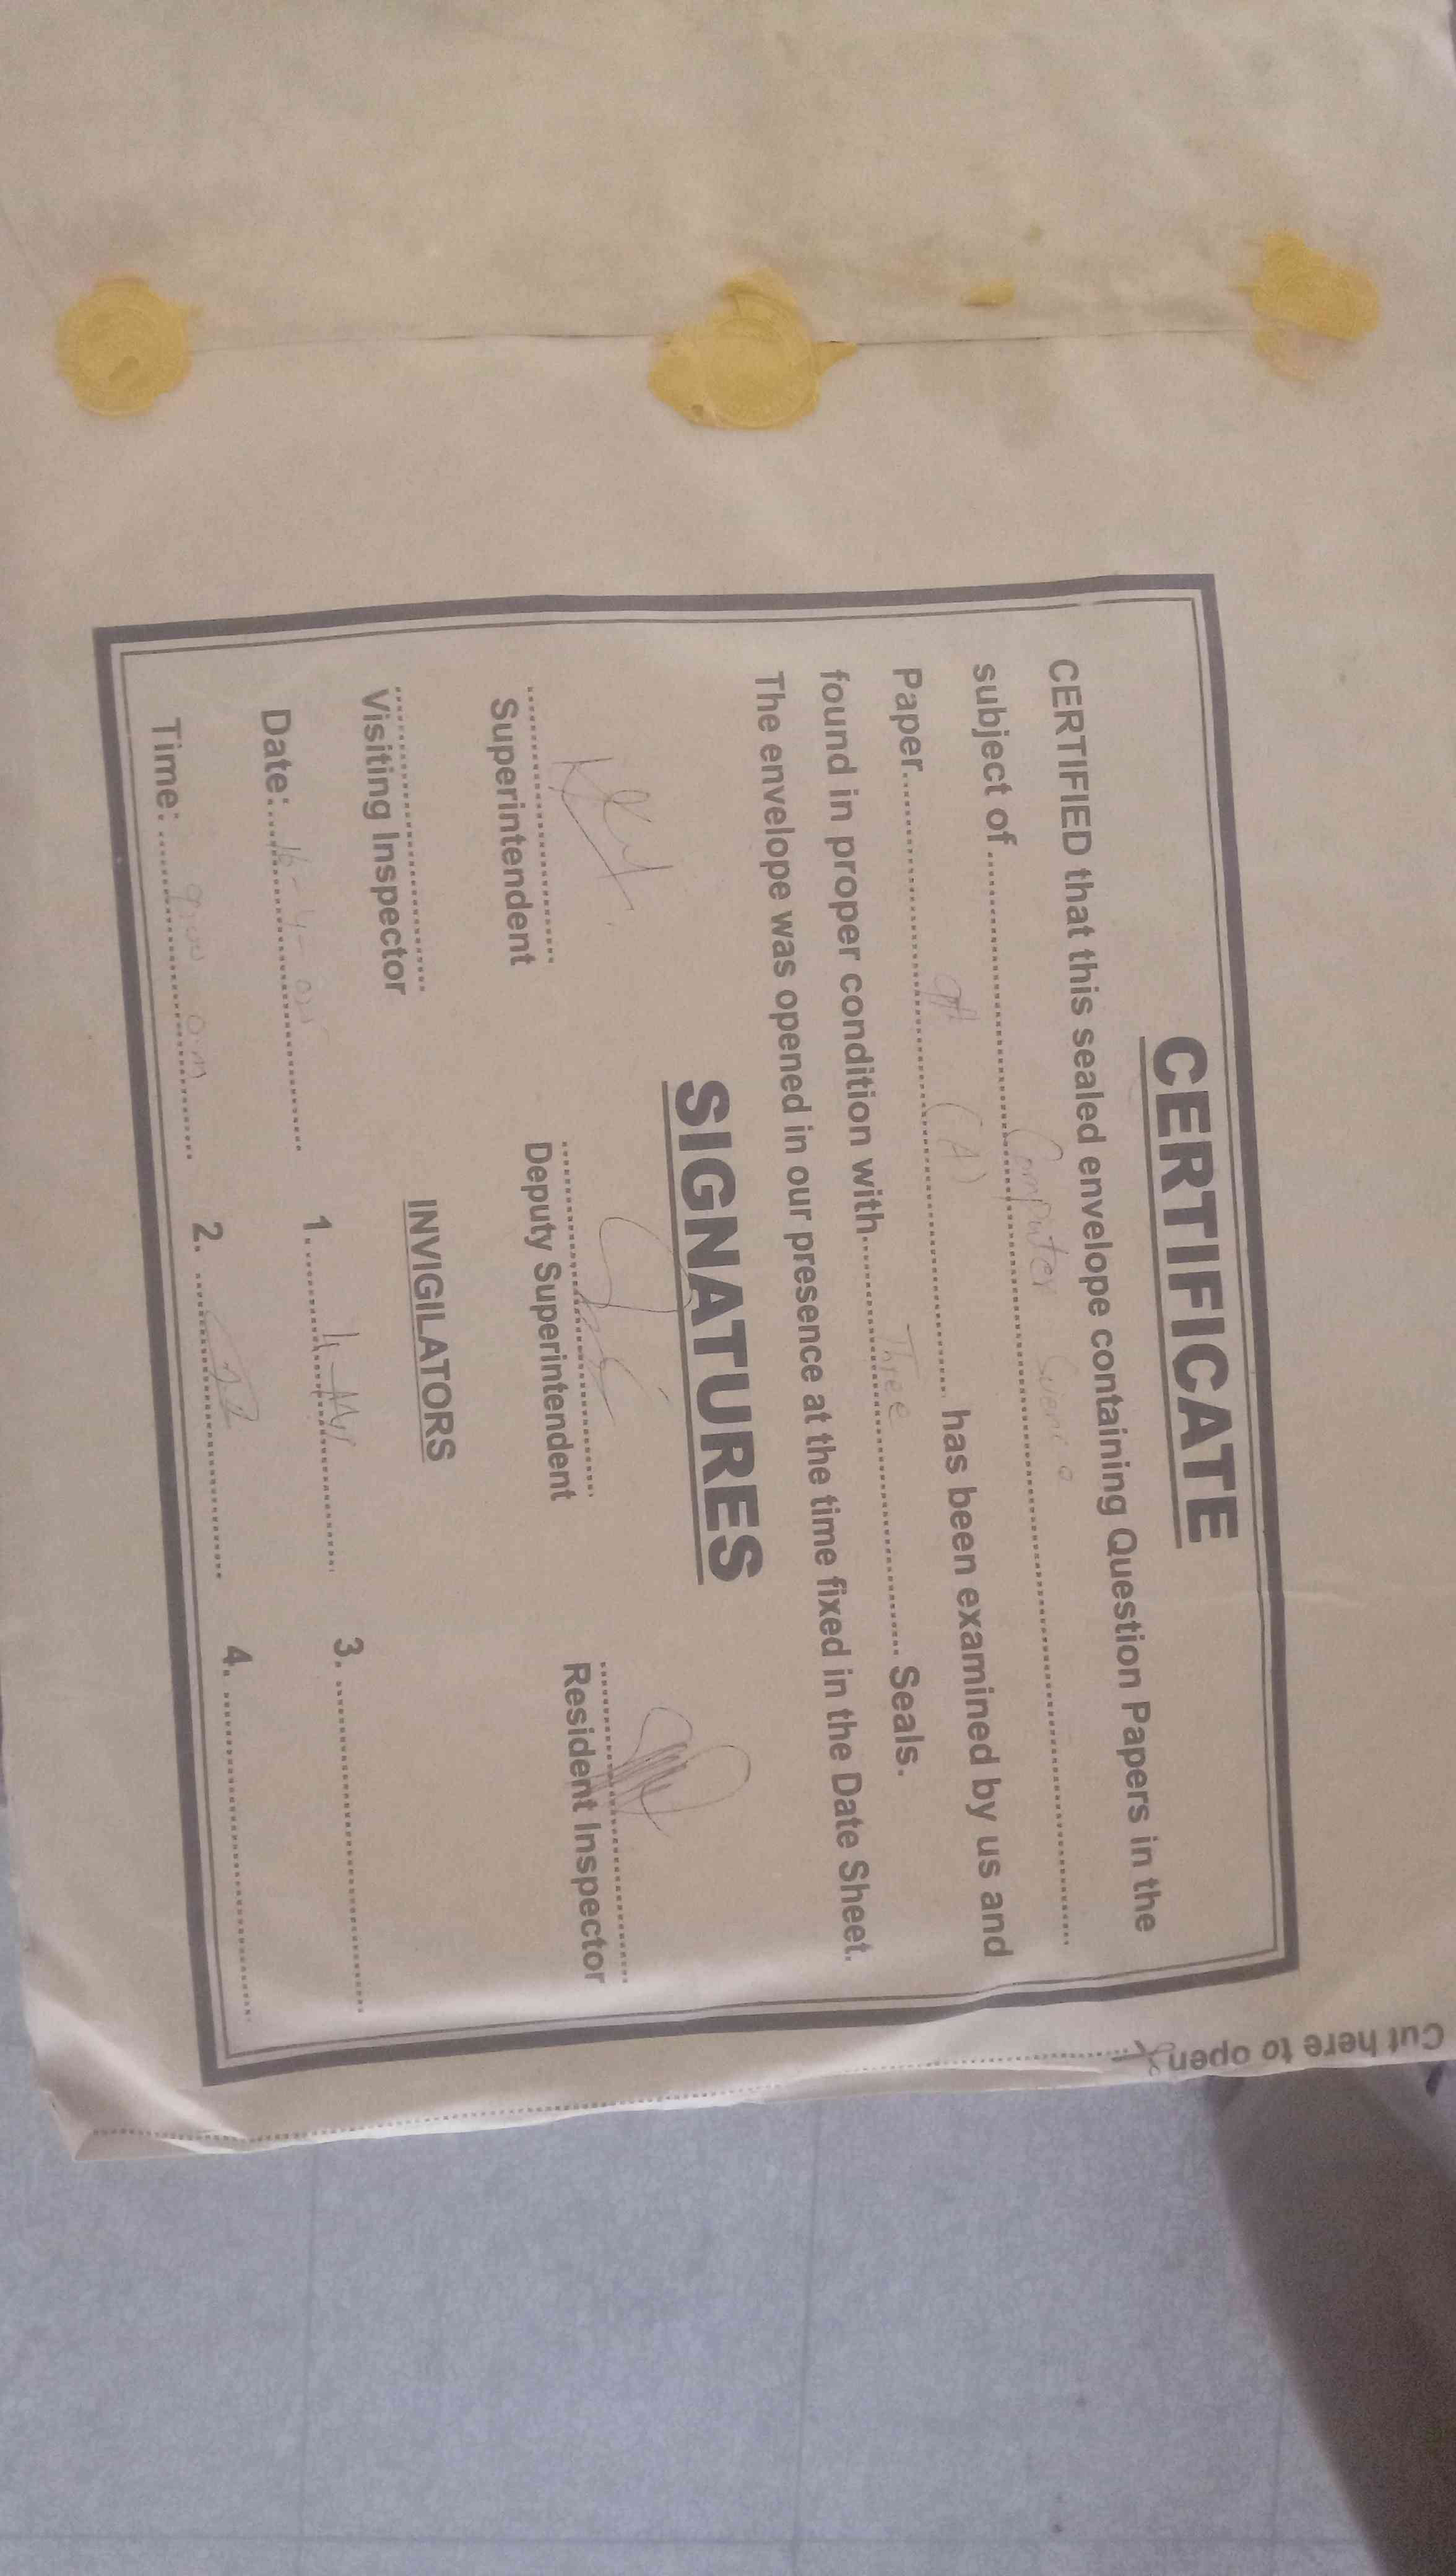 CERTIFICATE
CERTIFIED that this sealed envelope containing Question Papers in the
subject of ........ Computer Science ........
Paper........ 9th (A) ........ has been examined by us and
found in proper condition with........ Three ........ Seals.
The envelope was opened in our presence at the time fixed in the Date Sheet.
SIGNATURES
Superintendent
Deputy Superintendent
Resident Inspector
Visiting Inspector
INVIGILATORS
Date:
1.
3.
Time: 9:00 a.m
2.
4.
Cut here to open